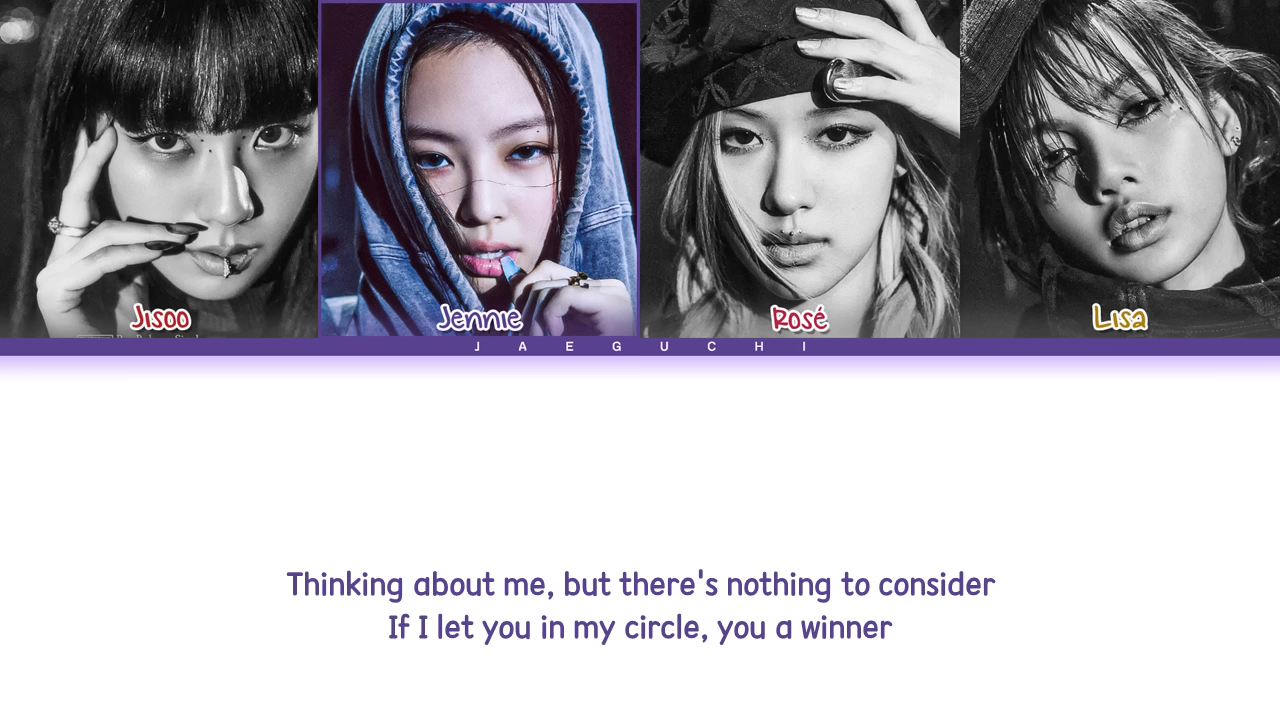 Jisoo
Jennie
Rosé
Lisa
JAEGUCHI
Thinking about me, but there's nothing to consider
If I let you in my circle, you a winner